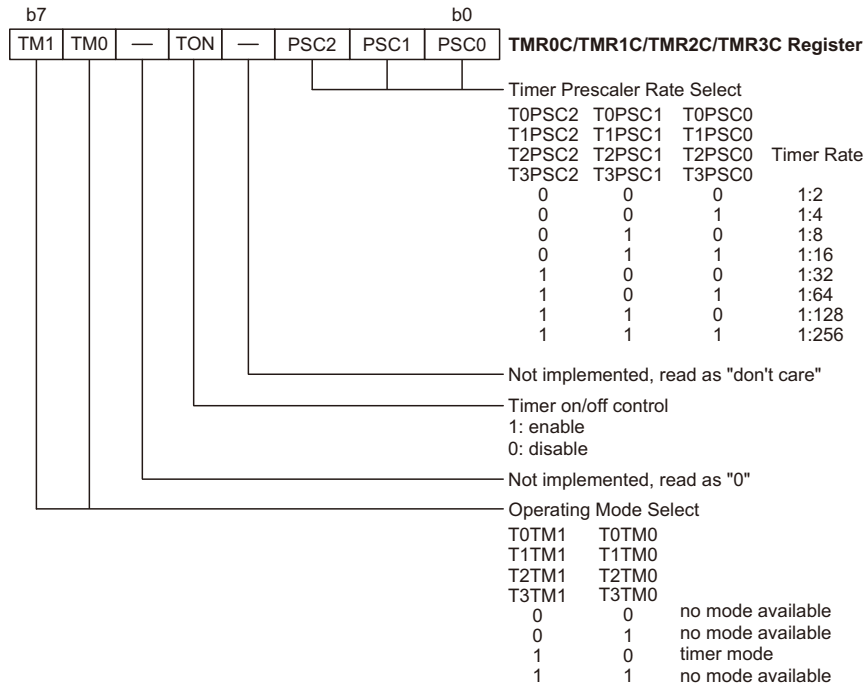 b7 b0
TM1 TM0 — TON — PSC2 PSC1 PSC0 TMR0C/TMR1C/TMR2C/TMR3C Register
Timer Prescaler Rate Select
T0PSC2 T0PSC1 T0PSC0
T1PSC2 T1PSC1 T1PSC0
T2PSC2 T2PSC1 T2PSC0 Timer Rate
T3PSC2 T3PSC1 T3PSC0
0 0 0 1:2
0 0 1 1:4
0 1 0 1:8
0 1 1 1:16
1 0 0 1:32
1 0 1 1:64
1 1 0 1:128
1 1 1 1:256
Not implemented, read as "don't care"
Timer on/off control
1: enable
0: disable
Not implemented, read as "0"
Operating Mode Select
T0TM1 T0TM0
T1TM1 T1TM0
T2TM1 T2TM0
T3TM1 T3TM0
0 0 no mode available
0 1 no mode available
1 0 timer mode
1 1 no mode available